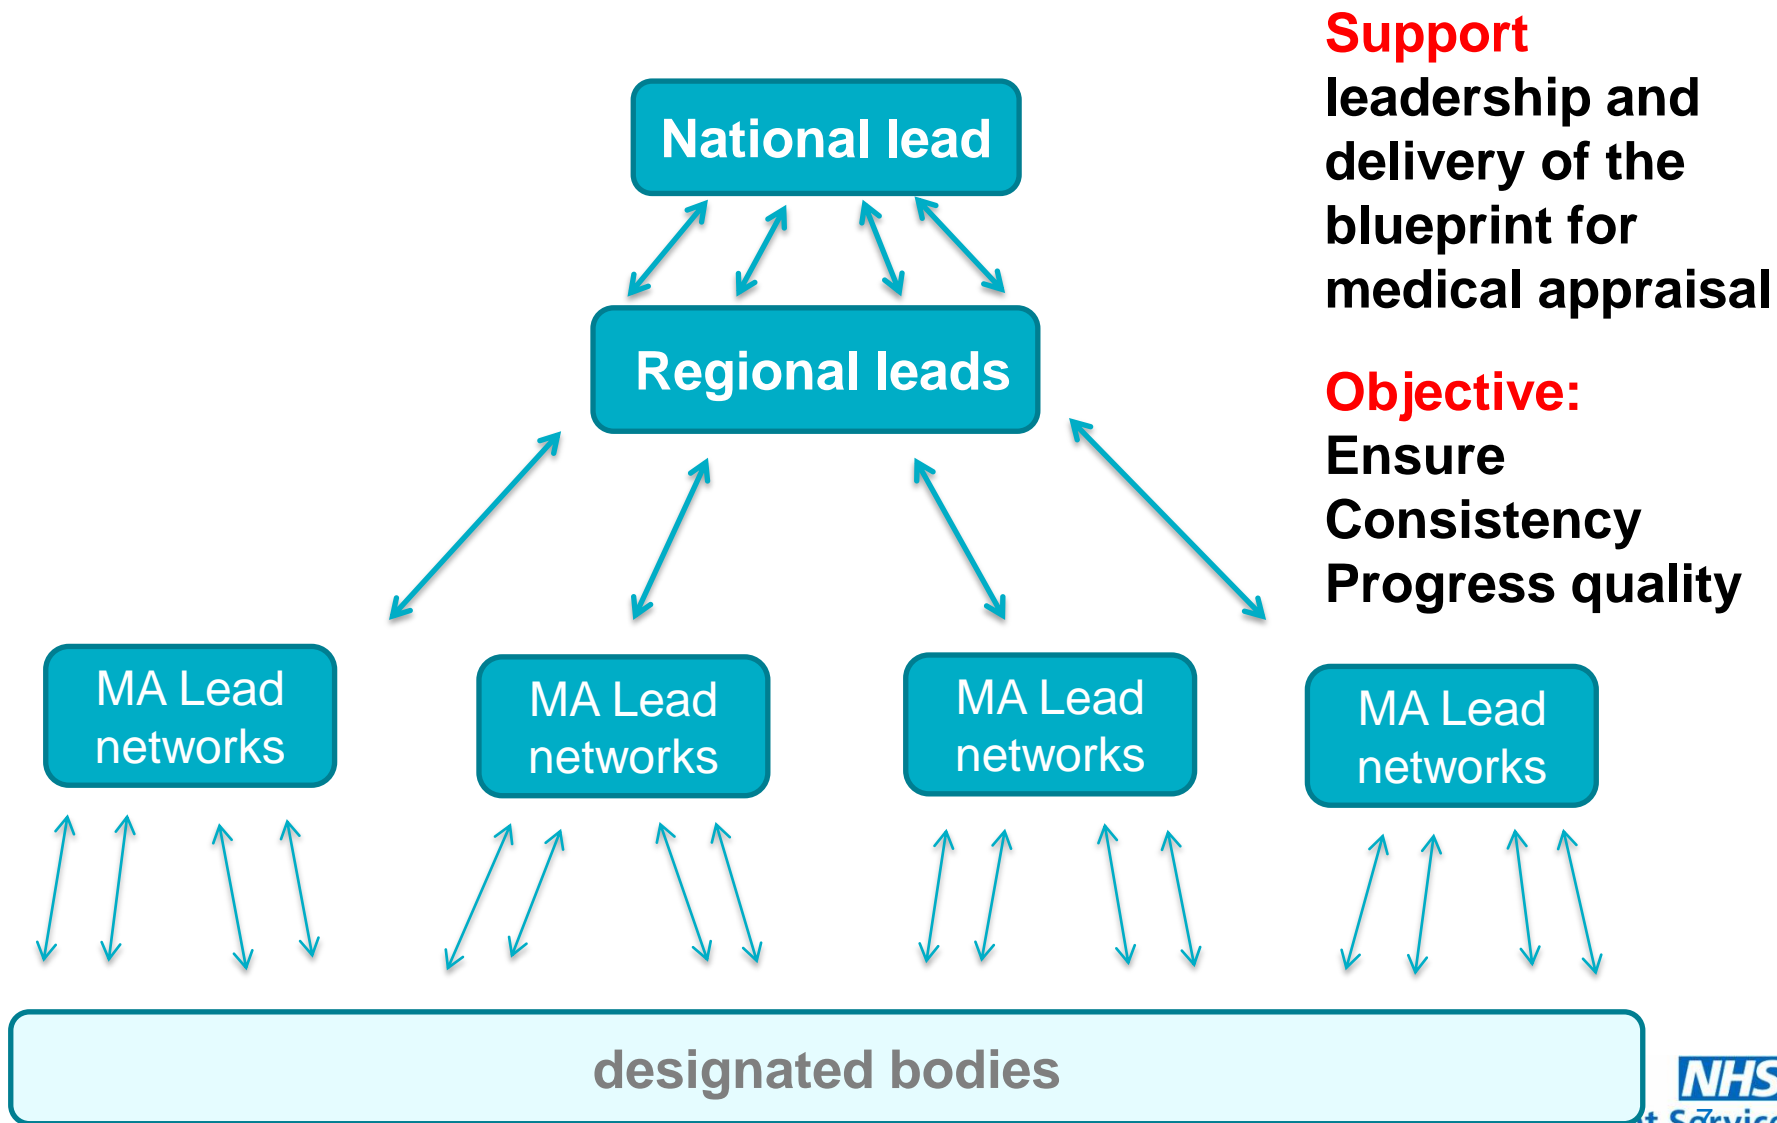 Support
leadership and
delivery of the
blueprint for
medical appraisal
Objective:
Ensure
Consistency
Progress quality
National lead
Regional leads
MA Lead
networks
MA Lead
networks
MA Lead
networks
MA Lead
networks
designated bodies
NHS
7